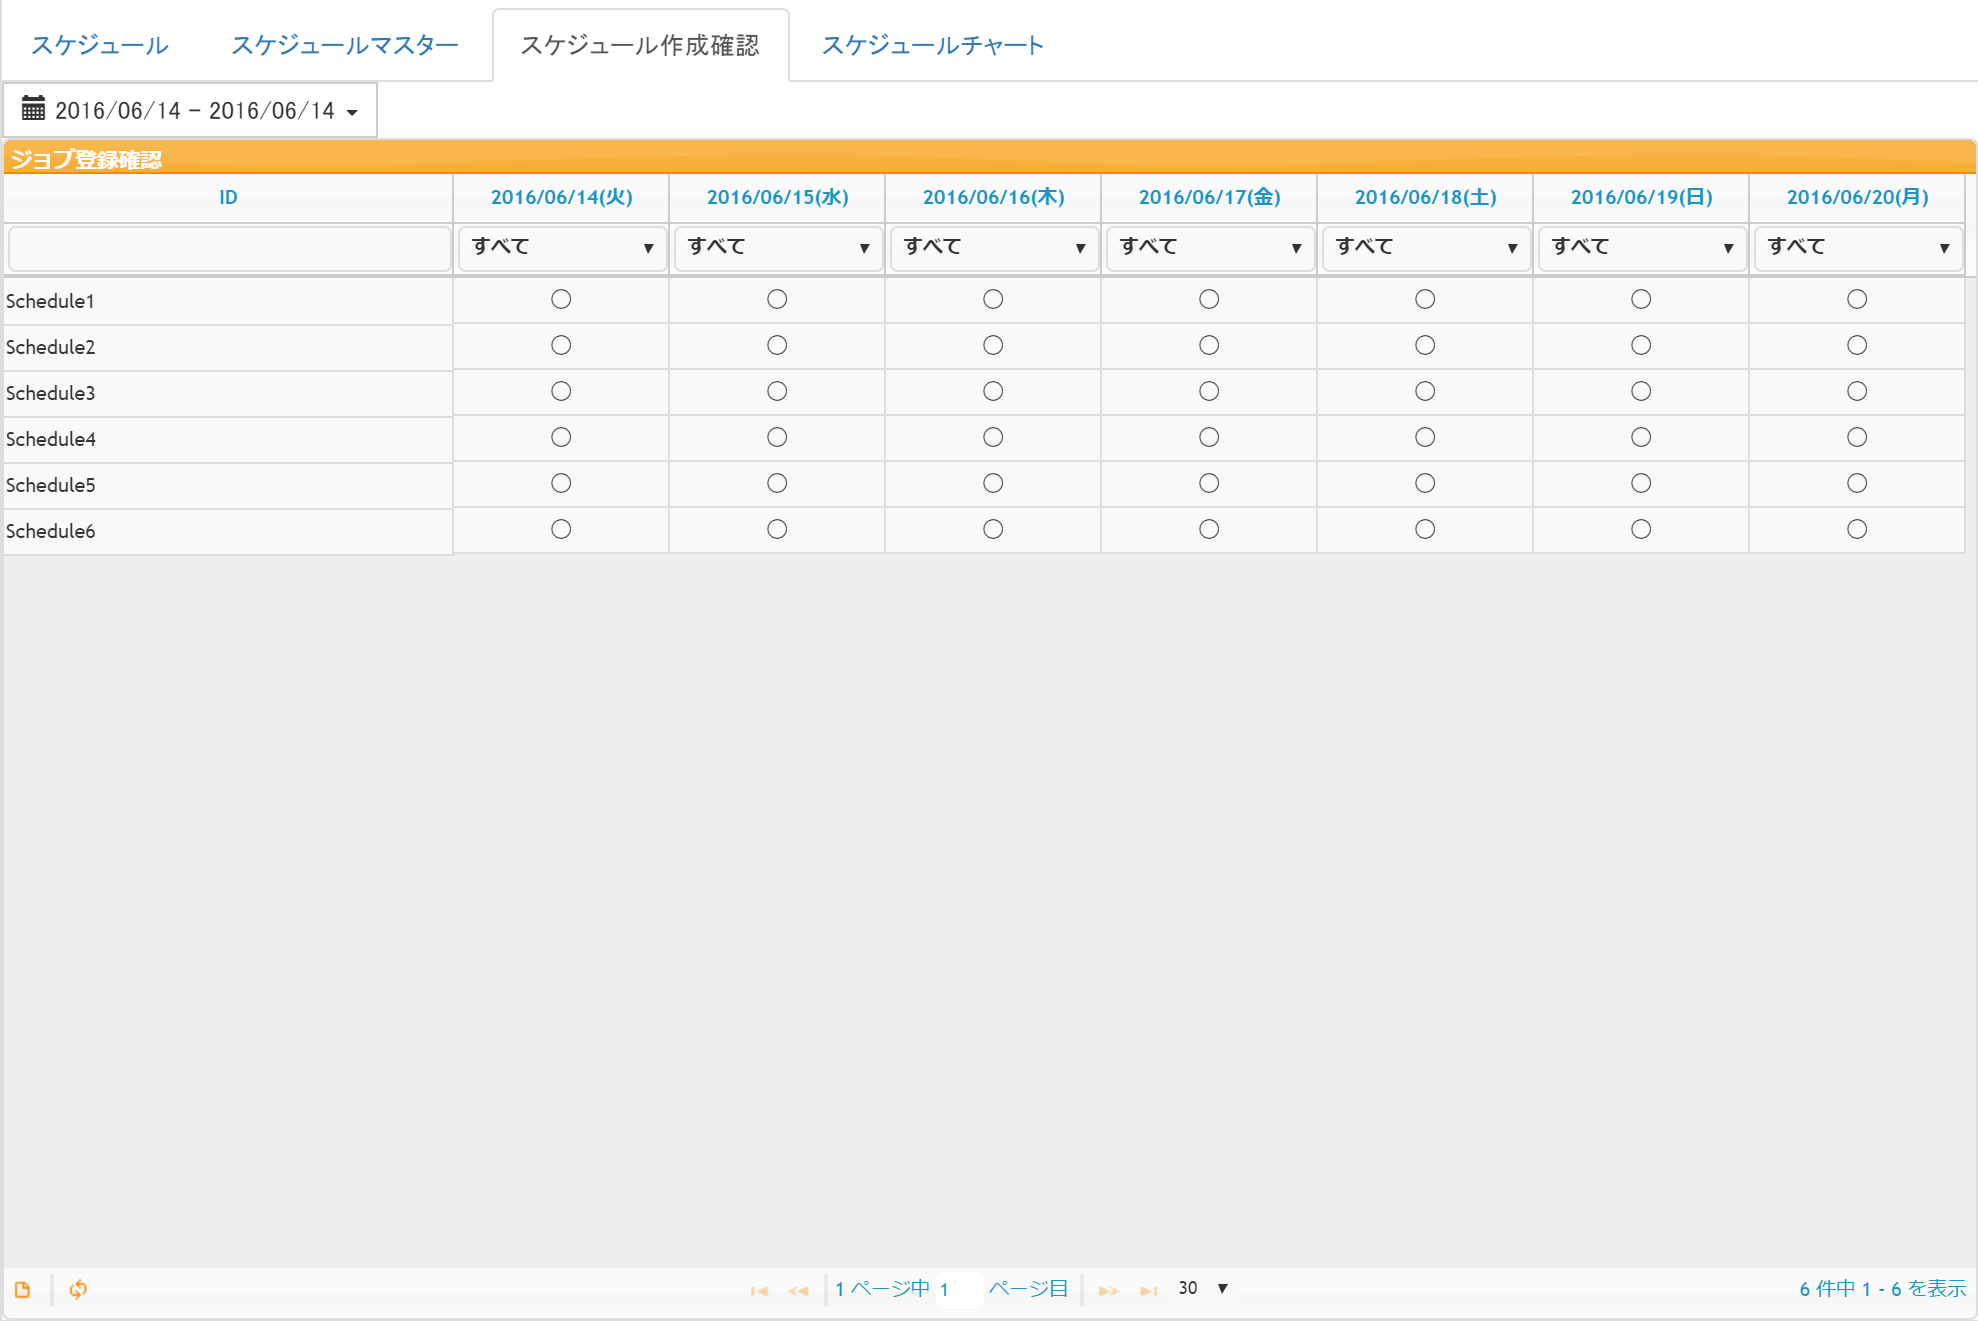 スケジュール スケジュールマスター スケジュール作成確認 スケジュールチャート
2016/06/14 - 2016/06/14
ジョブ登録確認
ID 2016/06/14(火) 2016/06/15(水) 2016/06/16(木) 2016/06/17(金) 2016/06/18(土) 2016/06/19(日) 2016/06/20(月)
すべて すべて すべて すべて すべて すべて すべて
Schedule1 ○ ○ ○ ○ ○ ○ ○
Schedule2 ○ ○ ○ ○ ○ ○ ○
Schedule3 ○ ○ ○ ○ ○ ○ ○
Schedule4 ○ ○ ○ ○ ○ ○ ○
Schedule5 ○ ○ ○ ○ ○ ○ ○
Schedule6 ○ ○ ○ ○ ○ ○ ○
1 ページ中 1 ページ目 30 6 件中 1 - 6 を表示